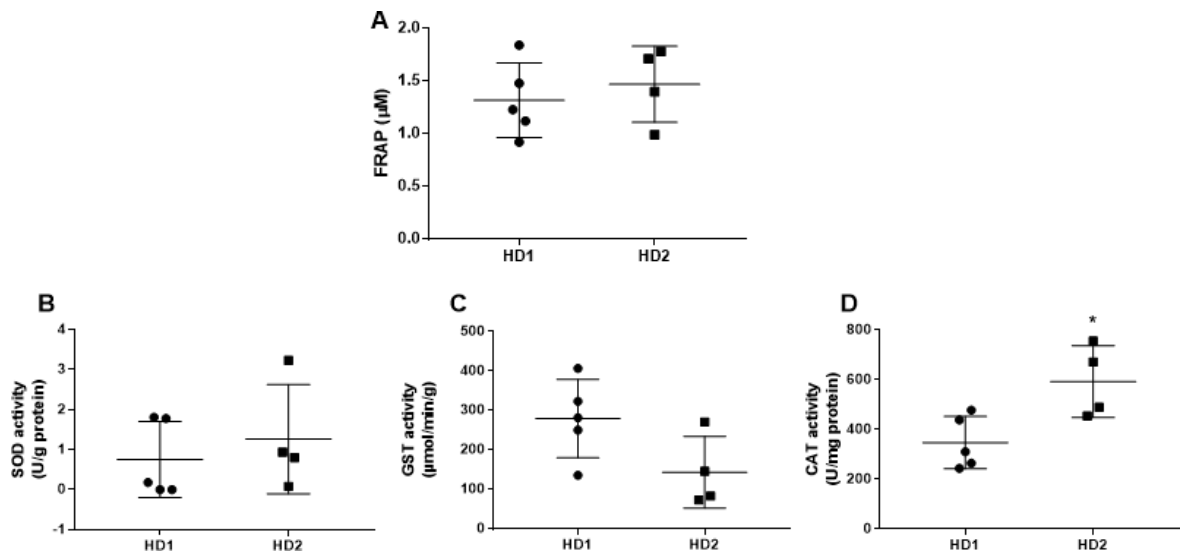 A
2.0
1.5
1.0
0.5
0.0
FRAP (µM)
HD1 HD2
B
4
3
2
1
0
-1
SOD activity
(U/g protein)
HD1 HD2
C
500
400
300
200
100
0
GST activity
(µmol/min/g)
HD1 HD2
D
800
600
400
200
0
CAT activity
(U/mg protein)
*
HD1 HD2